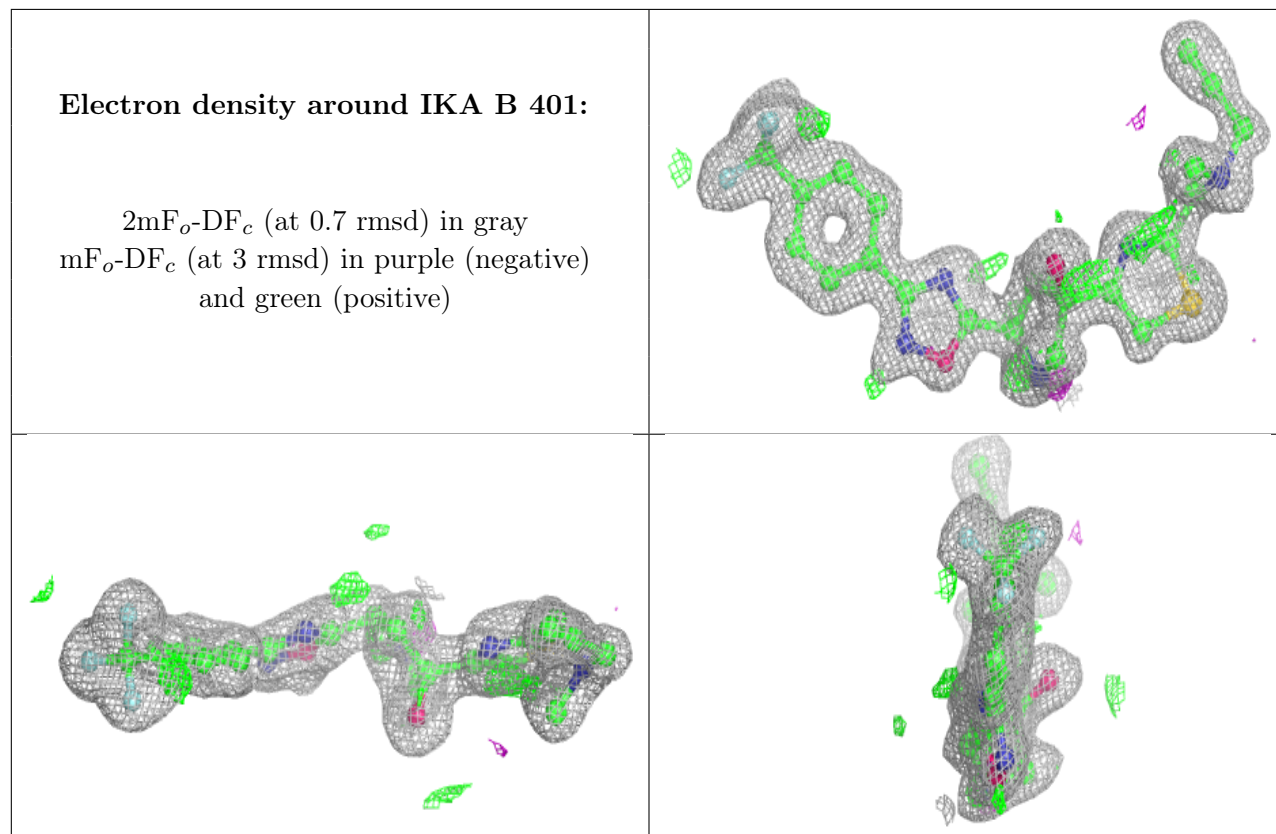 Electron density around IKA B 401:
2mFo-DFc (at 0.7 rmsd) in gray
mFo-DFc (at 3 rmsd) in purple (negative)
and green (positive)